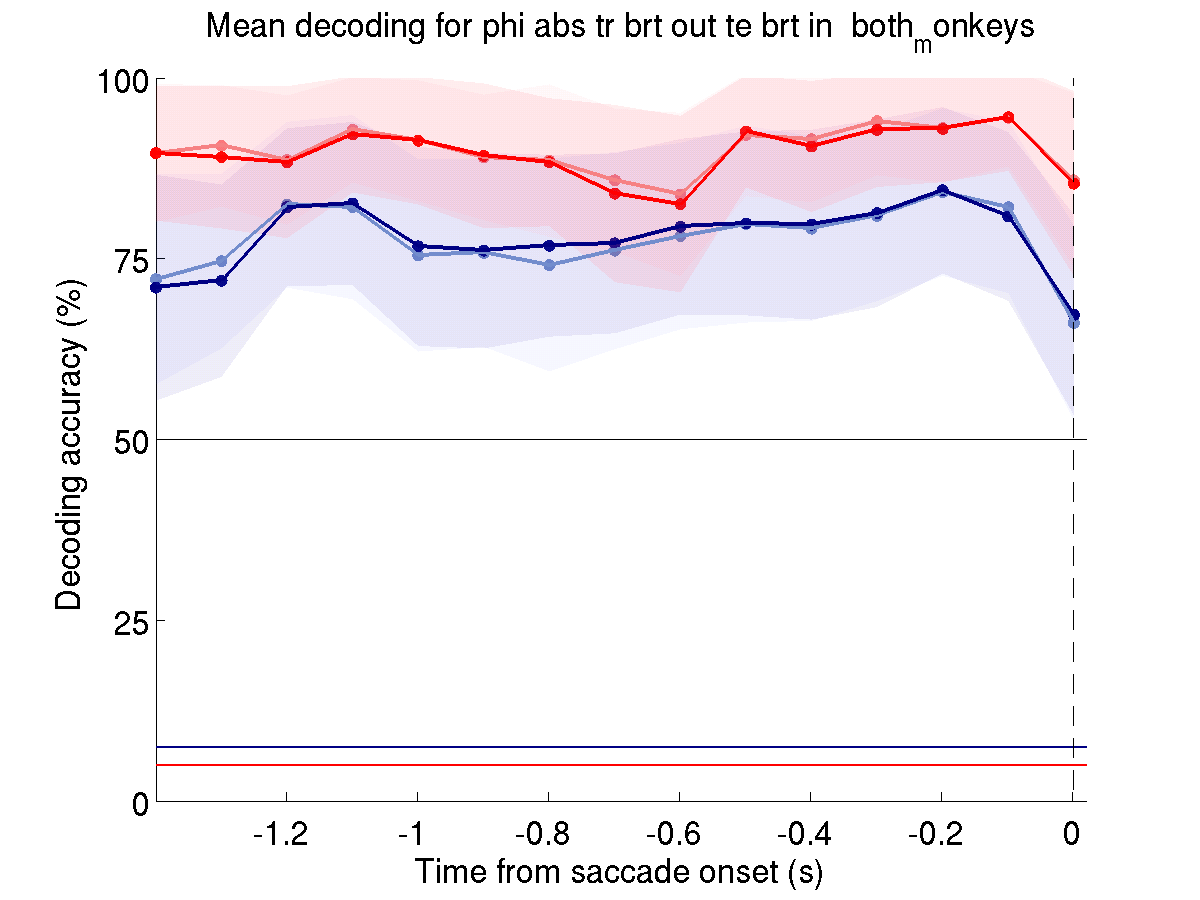 Mean decoding for phi abs tr brt out te brt in both_monkeys
100
75
50
25
0
Decoding accuracy (%)
-1.2 -1 -0.8 -0.6 -0.4 -0.2 0
Time from saccade onset (s)